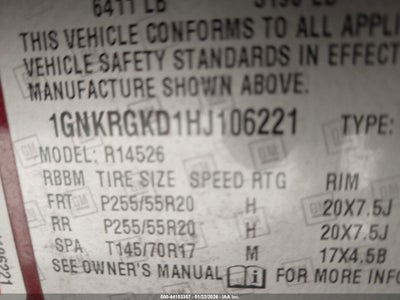 6411 LB
THIS VEHICLE CONFORMS TO ALL APPLI
VEHICLE SAFETY STANDARDS IN EFFECT
MANUFACTURE SHOWN ABOVE.
1GNKRGKD1HJ106221 TYPE:
MODEL: R14526
RBBM TIRE SIZE SPEED RTG RIM
FRT P255/55R20 H 20X7.5J
RR P255/55R20 H 20X7.5J
SPA T145/70R17 M 17X4.5B
SEE OWNER'S MANUAL FOR MORE INFO